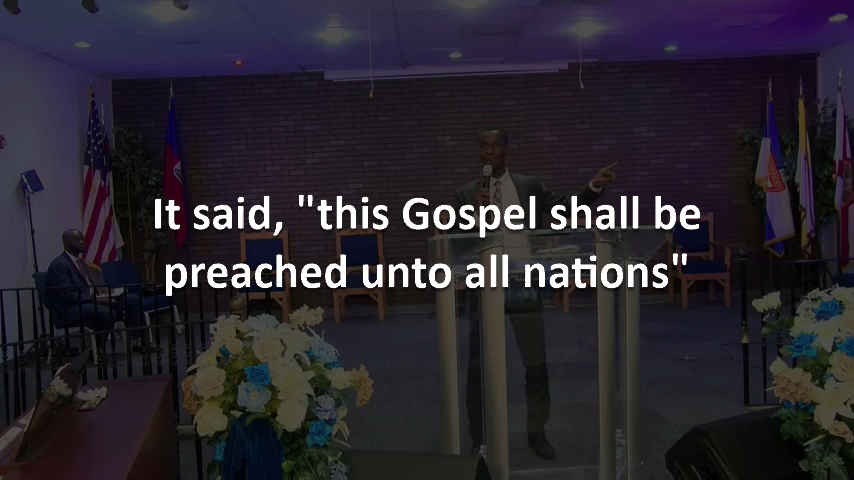 It said, "this Gospel shall be
preached unto all nations"